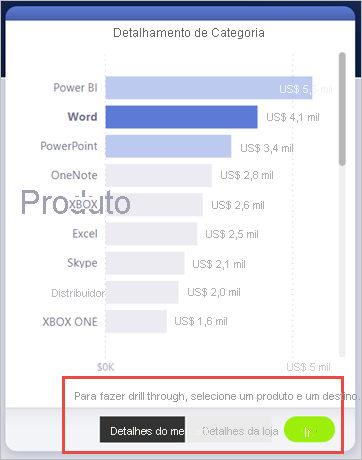 Detalhamento de Categoria
Power BI US$ 5,
Word US$ 4,1 mil
PowerPoint US$ 3,4 mil
OneNote US$ 2,8 mil
Produto
XBOX US$ 2,6 mil
Excel US$ 2,5 mil
Skype US$ 2,1 mil
Distribuidor US$ 2,0 mil
XBOX ONE US$ 1,6 mil
$0K US$ 5 mil
Para fazer drill through, selecione um produto e um destino.
Detalhes do me Detalhes da loja Ir